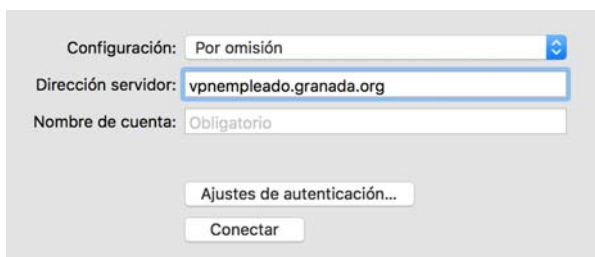 Configuración: Por omisión
Dirección servidor: vpnempleado.granada.org
Nombre de cuenta: Obligatorio
Ajustes de autenticación...
Conectar